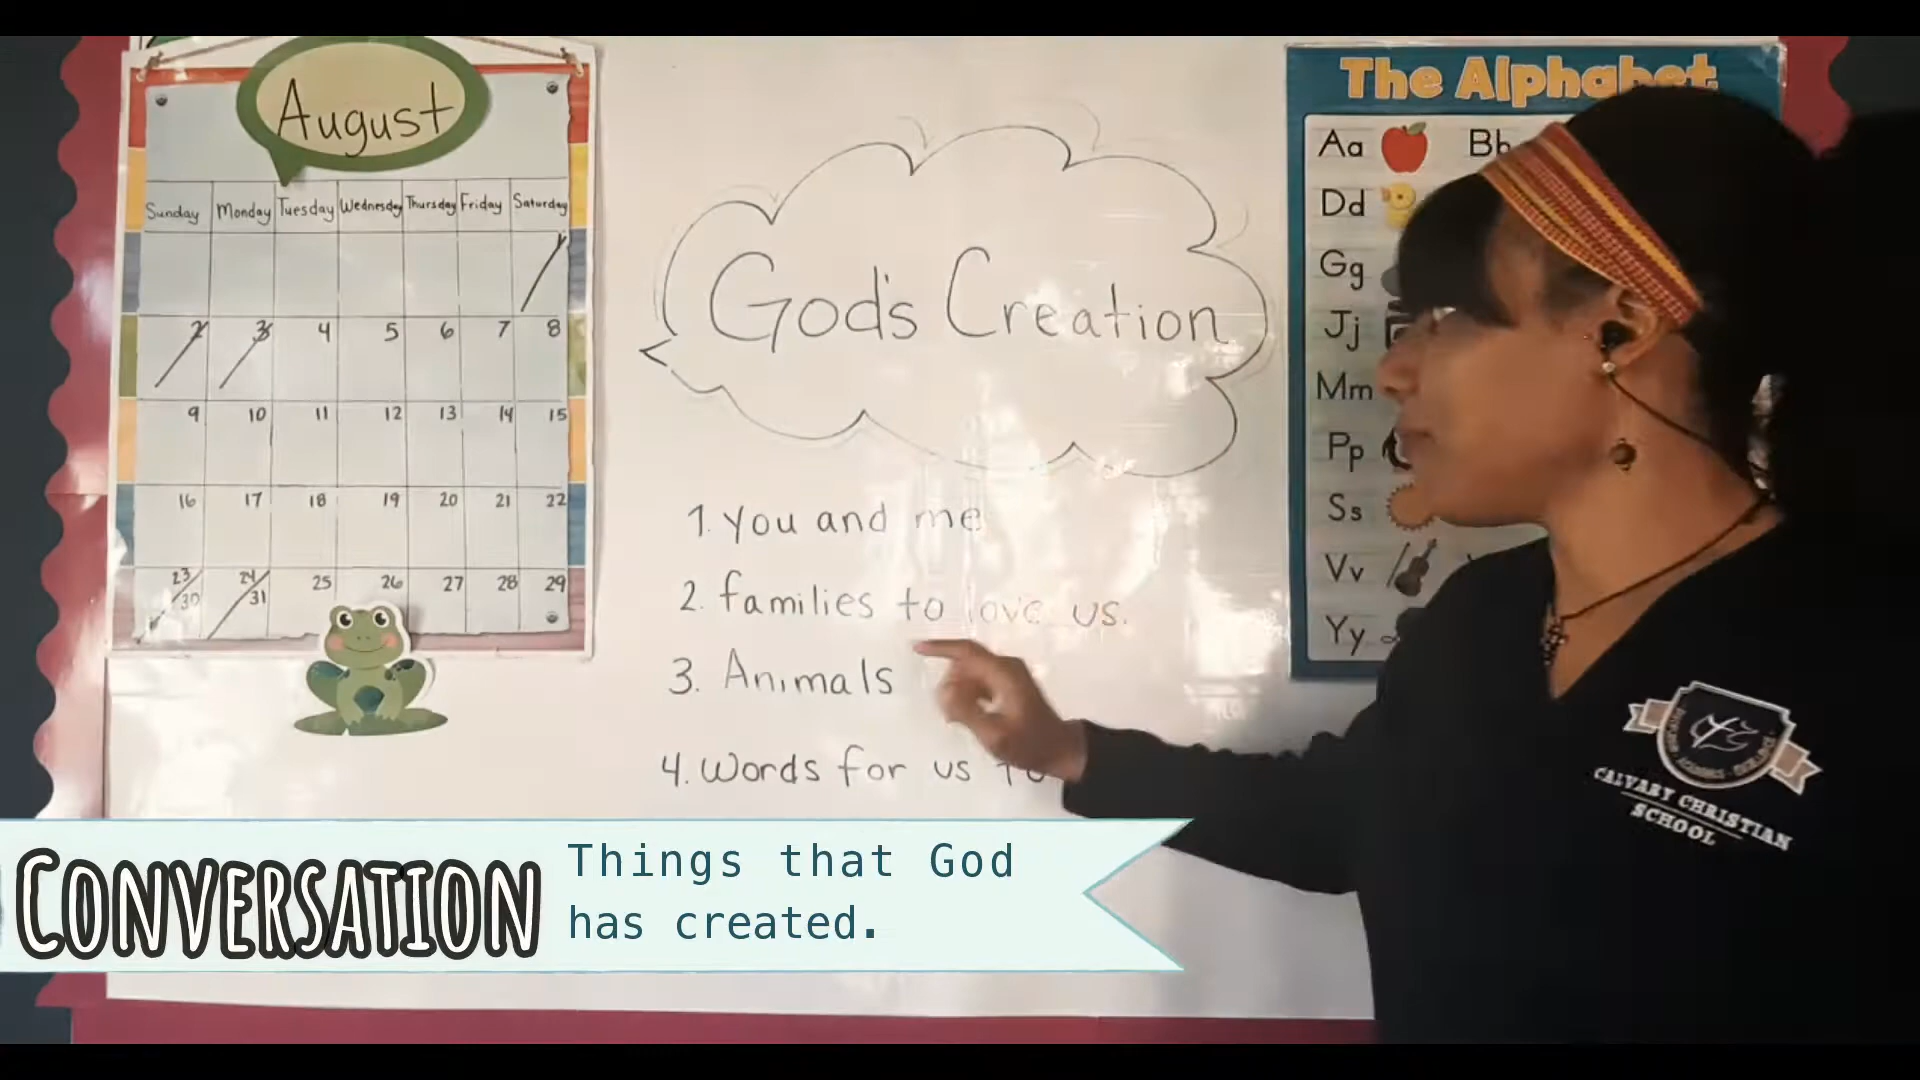 August
Sunday Monday Tuesday Wednesday Thursday Friday Saturday
1
2 3 4 5 6 7 8
9 10 11 12 13 14 15
16 17 18 19 20 21 22
23/30 24/31 25 26 27 28 29
God's Creation
1. You and me
2. families to love us.
3. Animals
4. Words for us to
The Alphabet
Aa Bb
Dd
Gg
Jj
Mm
Pp
Ss
Vv
Yy
CALVARY CHRISTIAN
SCHOOL
CONVERSATION
Things that God
has created.